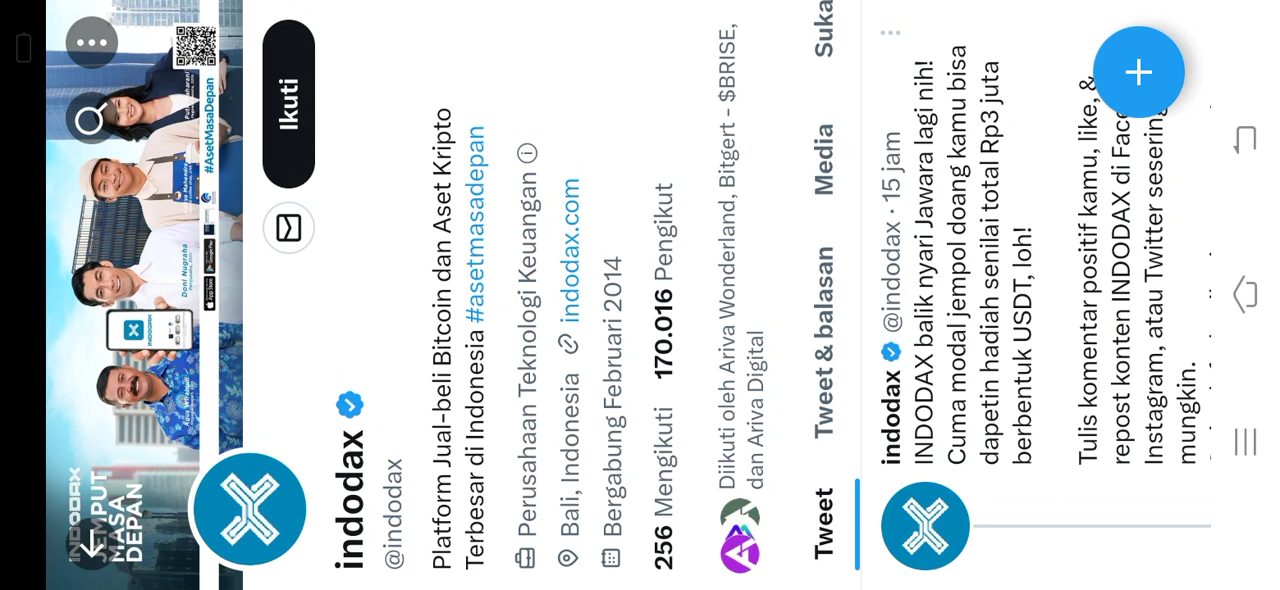 INDODAX
JEMPUT
MASA
DEPAN
INDODAX
Doni Nugraha
#AsetMasaDepan
Ikuti
indodax
@indodax
Platform Jual-beli Bitcoin dan Aset Kripto
Terbesar di Indonesia #asetmasadepan
Perusahaan Teknologi Keuangan
Bali, Indonesia indodax.com
Bergabung Februari 2014
256 Mengikuti 170.016 Pengikut
Diikuti oleh Ariva Wonderland, Bitgert - $BRISE,
dan Ariva Digital
Tweet Tweet & balasan Media Suka
indodax @indodax · 15 jam
INDODAX balik nyari Jawara lagi nih!
Cuma modal jempol doang kamu bisa
dapetin hadiah senilai total Rp3 juta
berbentuk USDT, loh!
Tulis komentar positif kamu, like, &
repost konten INDODAX di Face
Instagram, atau Twitter sesering
mungkin.